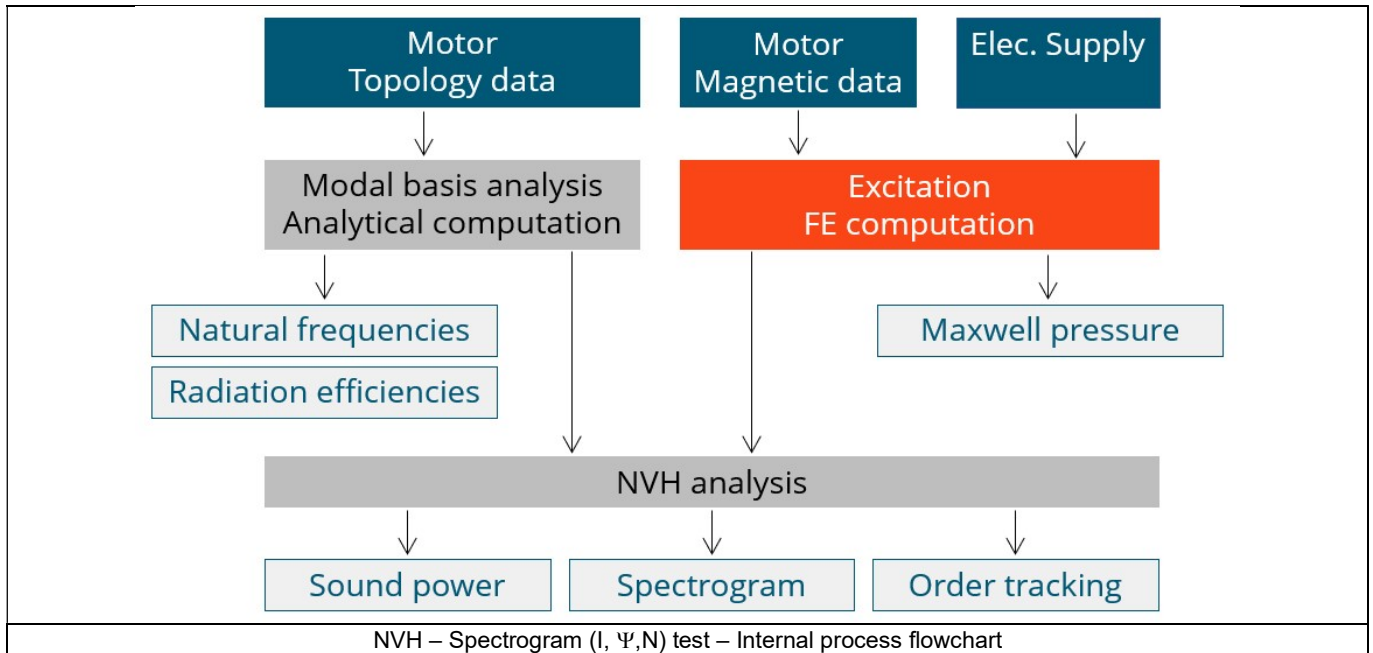 Motor
Topology data
Motor
Magnetic data
Elec. Supply
Modal basis analysis
Analytical computation
Excitation
FE computation
Natural frequencies
Radiation efficiencies
Maxwell pressure
NVH analysis
Sound power
Spectrogram
Order tracking
NVH – Spectrogram (I, Ψ,N) test – Internal process flowchart